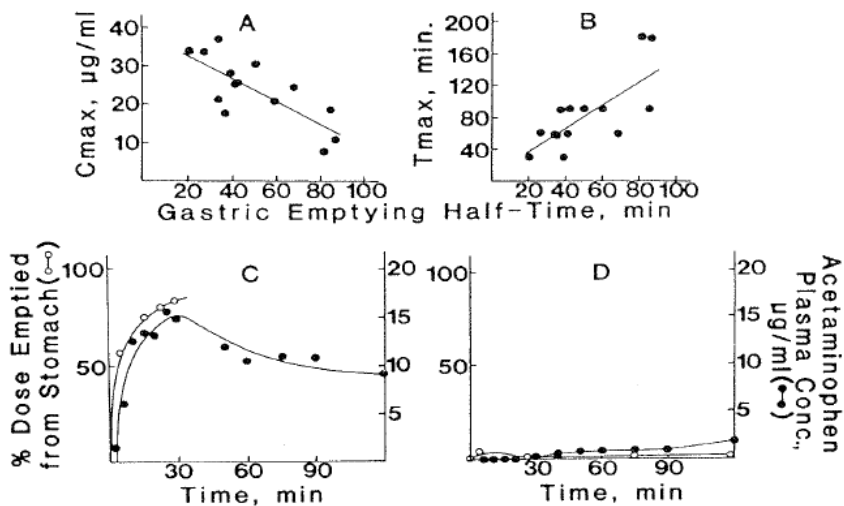 A
B
Cmax, µg/ml
40
30
20
10
20 40 60 80 100
Tmax, min.
200
160
120
80
40
20 40 60 80 100
Gastric Emptying Half-Time, min
C
D
% Dose Emptied
from Stomach(○–○)
100
50
20
15
10
5
30 60 90
Time, min
100
50
20
15
10
5
30 60 90
Time, min
Acetaminophen
Plasma Conc.,
µg/ml(●–●)